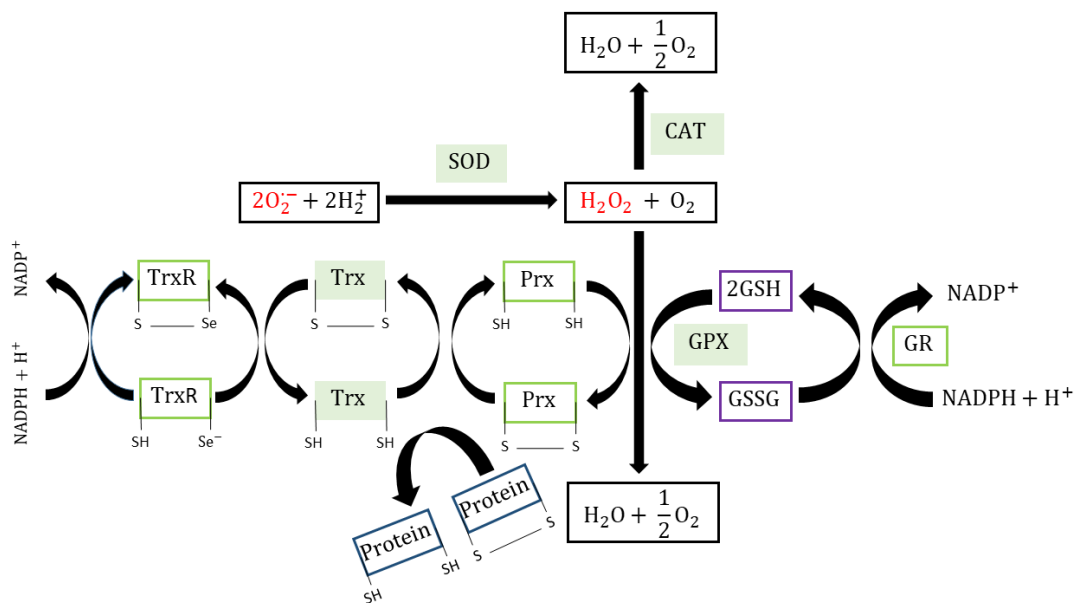 H₂O + 1/2 O₂
CAT
SOD
2O₂·⁻ + 2H₂⁺
H₂O₂ + O₂
NADP⁺
TrxR
S Se
Trx
S S
Prx
SH SH
2GSH
NADP⁺
GPX
GR
NADPH + H⁺
TrxR
SH Se⁻
Trx
SH SH
Prx
S S
GSSG
NADPH + H⁺
Protein
S S
Protein
SH SH
H₂O + 1/2 O₂